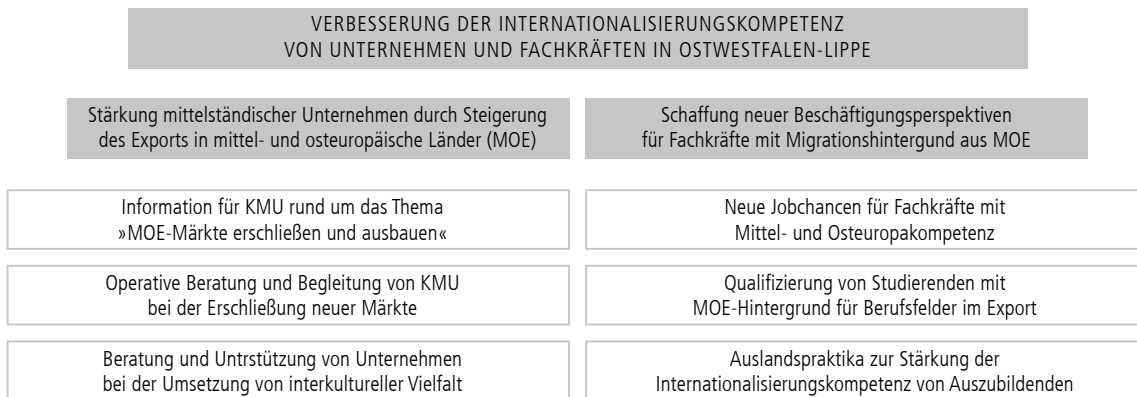 VERBESSERUNG DER INTERNATIONALISIERUNGSKOMPETENZ
VON UNTERNEHMEN UND FACHKRÄFTEN IN OSTWESTFALEN-LIPPE
Stärkung mittelständischer Unternehmen durch Steigerung
des Exports in mittel- und osteuropäische Länder (MOE)
Schaffung neuer Beschäftigungsperspektiven
für Fachkräfte mit Migrationshintergund aus MOE
Information für KMU rund um das Thema
»MOE-Märkte erschließen und ausbauen«
Neue Jobchancen für Fachkräfte mit
Mittel- und Osteuropakompetenz
Operative Beratung und Begleitung von KMU
bei der Erschließung neuer Märkte
Qualifizierung von Studierenden mit
MOE-Hintergrund für Berufsfelder im Export
Beratung und Untrstützung von Unternehmen
bei der Umsetzung von interkultureller Vielfalt
Auslandspraktika zur Stärkung der
Internationalisierungskompetenz von Auszubildenden